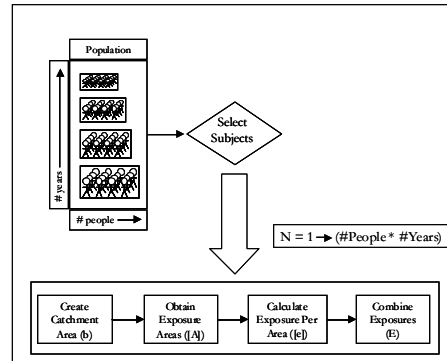 Population
# years
# people
Select
Subjects
N = 1 → (#People * #Years)
Create
Catchment
Area (b)
Obtain
Exposure
Areas ([A])
Calculate
Exposure Per
Area ([e])
Combine
Exposures
(E)